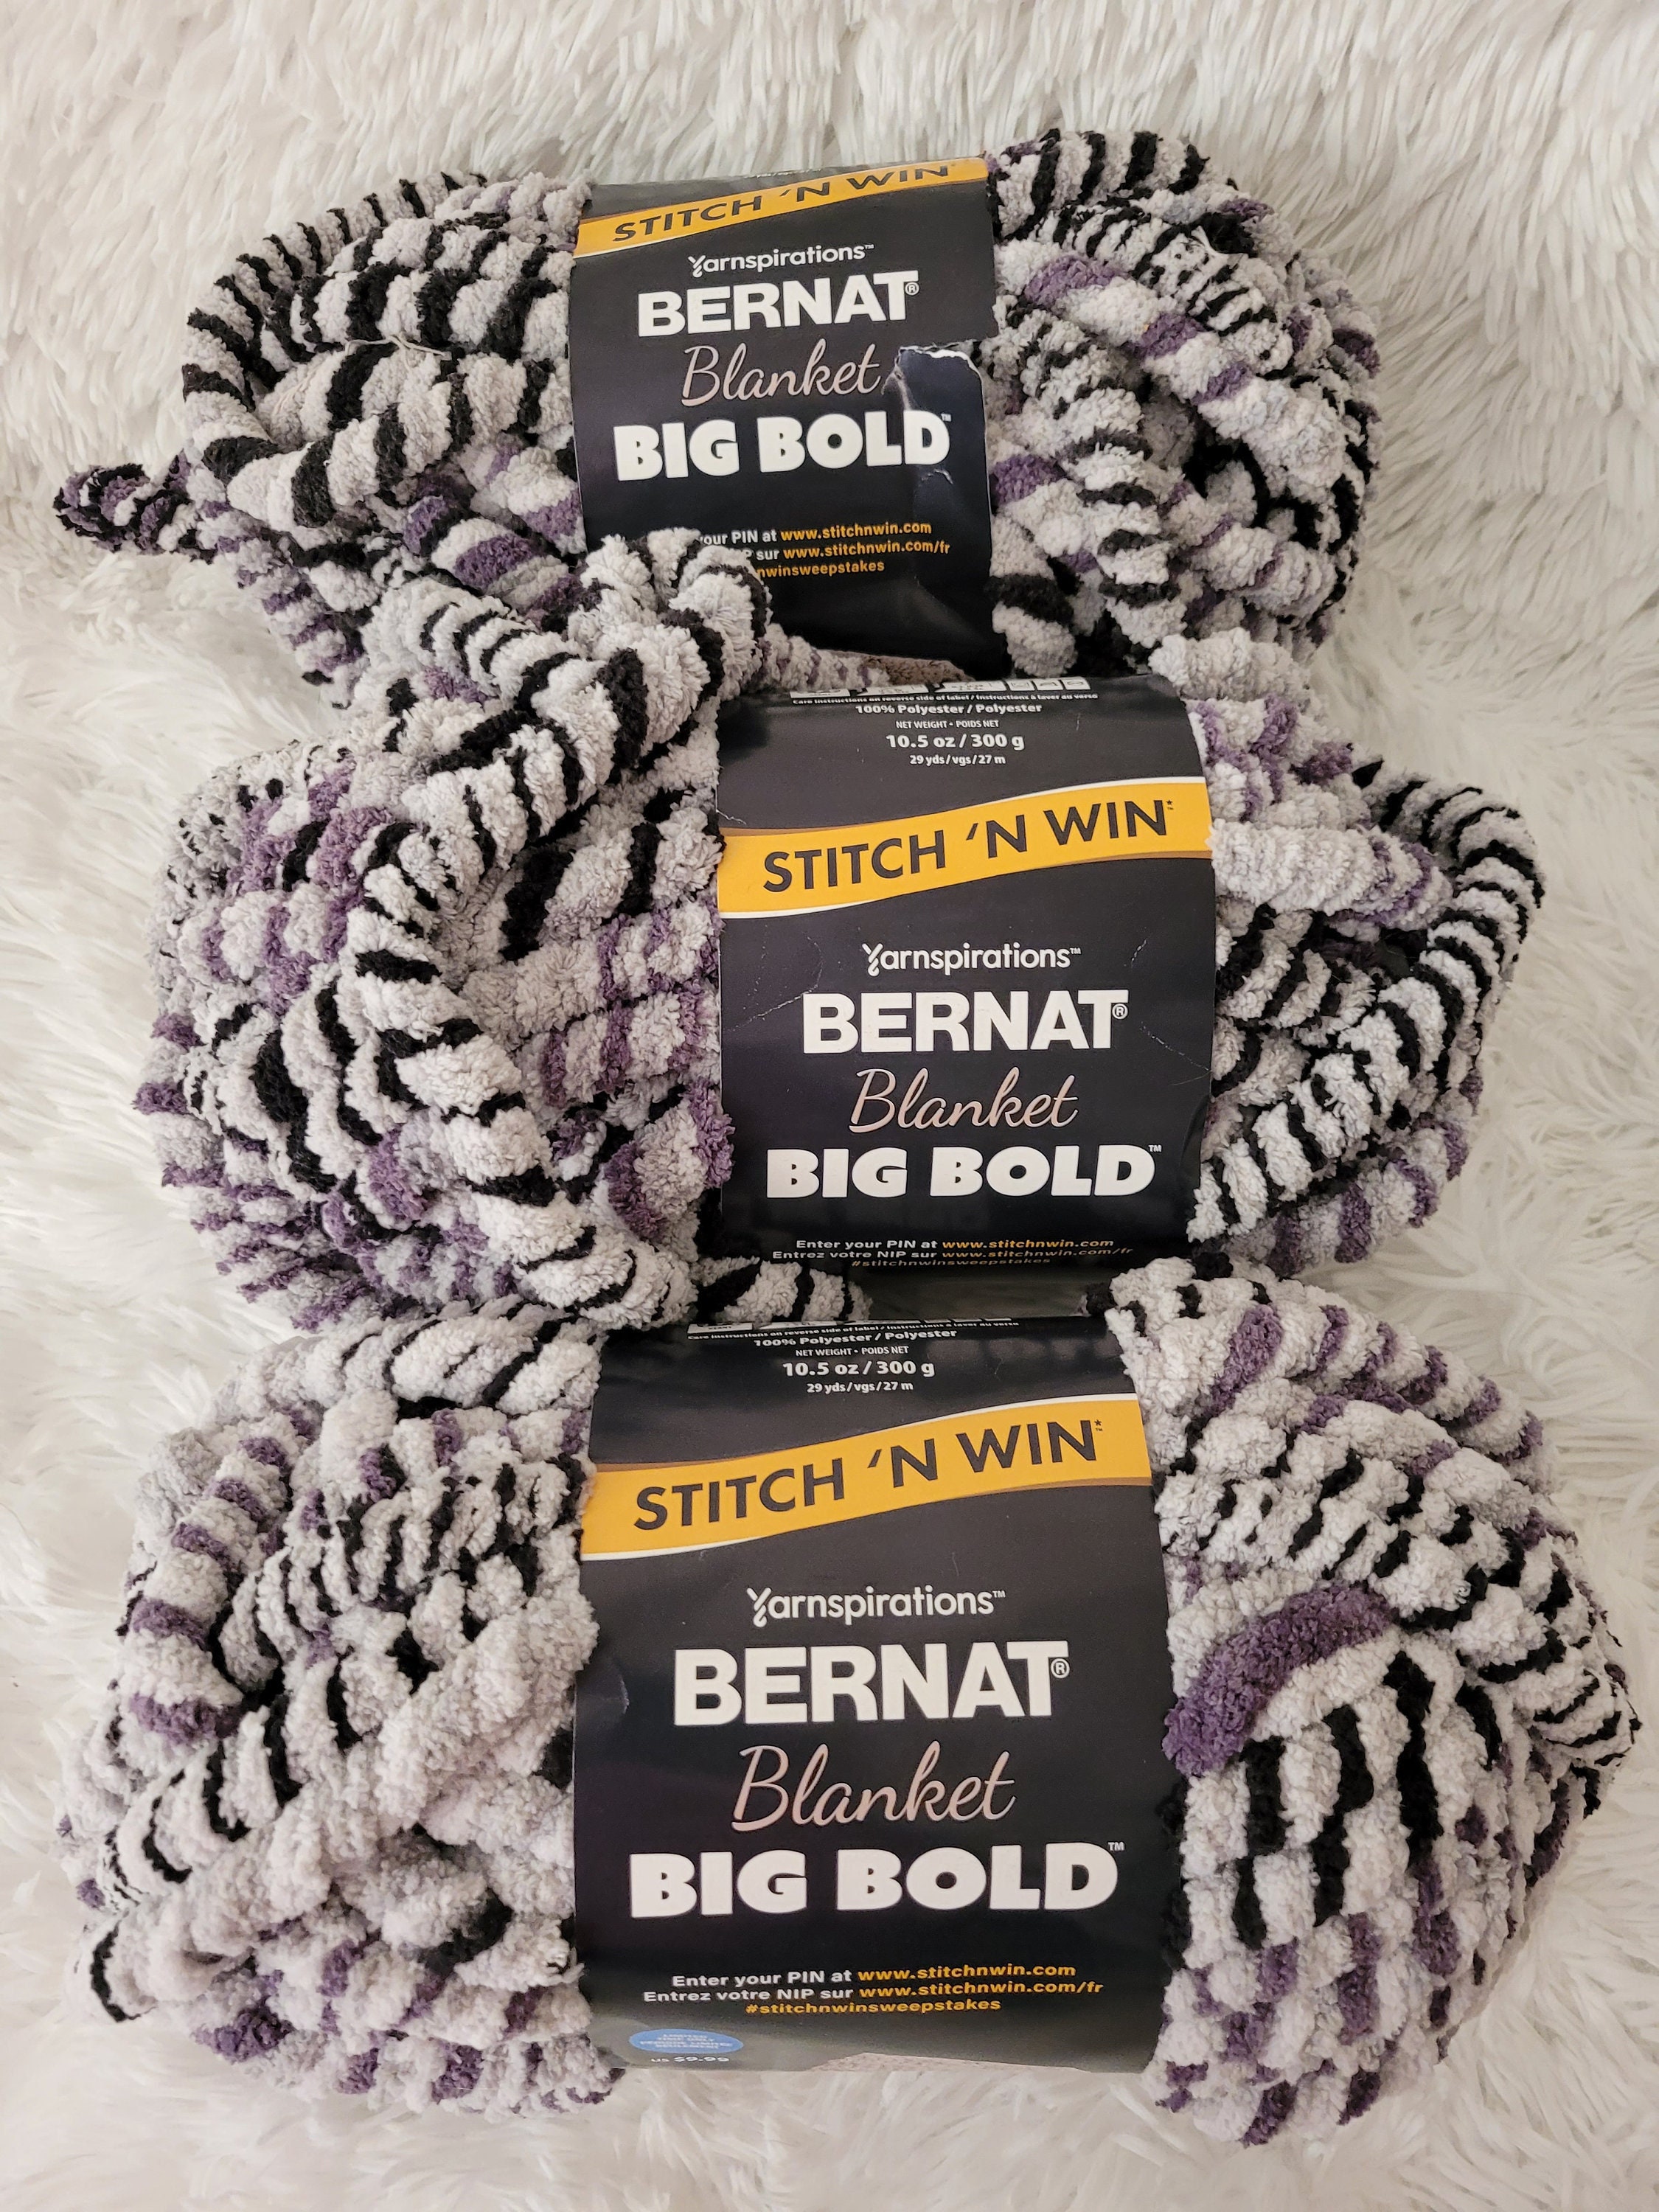 STITCH 'N WIN
Yarnspirations™
BERNAT®
Blanket
BIG BOLD™
your PIN at www.stitchnwin.com
sur www.stitchnwin.com/fr
nwinsweepstakes
Care instructions on reverse side of label / Instructions à laver au verso
100% Polyester / Polyester
NET WEIGHT • POIDS NET
10.5 oz / 300 g
29 yds/vgs/27 m
STITCH 'N WIN*™
Yarnspirations™
BERNAT®
Blanket
BIG BOLD™
Enter your PIN at www.stitchnwin.com
Entrez votre NIP sur www.stitchnwin.com/fr
#stitchnwinsweepstakes
Care instructions on reverse side of label / Instructions à laver au verso
100% Polyester / Polyester
NET WEIGHT • POIDS NET
10.5 oz / 300 g
29 yds/vgs/27 m
STITCH 'N WIN*™
Yarnspirations™
BERNAT®
Blanket
BIG BOLD™
Enter your PIN at www.stitchnwin.com
Entrez votre NIP sur www.stitchnwin.com/fr
#stitchnwinsweepstakes
US $9.99